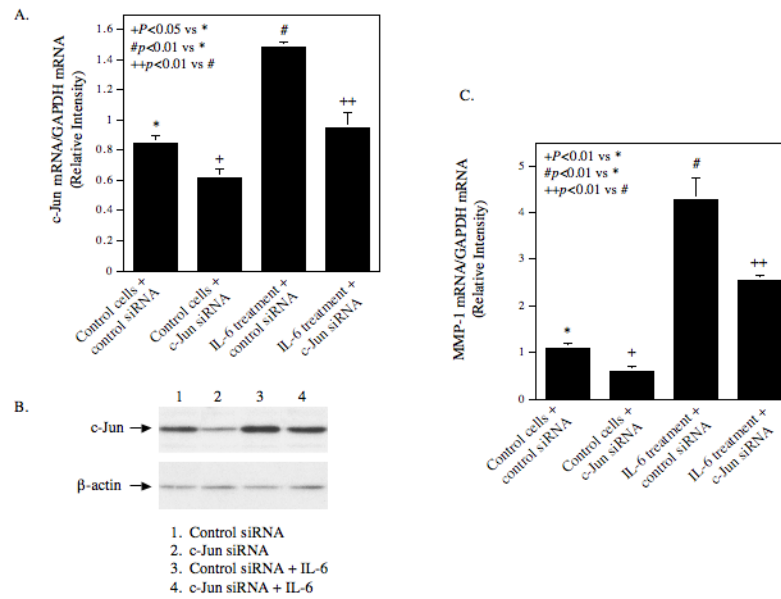 A.
c-Jun mRNA/GAPDH mRNA
(Relative Intensity)
1.6
1.4
1.2
1
0.8
0.6
0.4
0.2
0
+P<0.05 vs *
#p<0.01 vs *
++p<0.01 vs #
*
+
#
++
Control cells +
control siRNA
Control cells +
c-Jun siRNA
IL-6 treatment +
control siRNA
IL-6 treatment +
c-Jun siRNA
B.
1 2 3 4
c-Jun
β-actin
1. Control siRNA
2. c-Jun siRNA
3. Control siRNA + IL-6
4. c-Jun siRNA + IL-6
C.
MMP-1 mRNA/GAPDH mRNA
(Relative Intensity)
5
4
3
2
1
0
+P<0.01 vs *
#p<0.01 vs *
++p<0.01 vs #
*
+
#
++
Control cells +
control siRNA
Control cells +
c-Jun siRNA
IL-6 treatment +
control siRNA
IL-6 treatment +
c-Jun siRNA